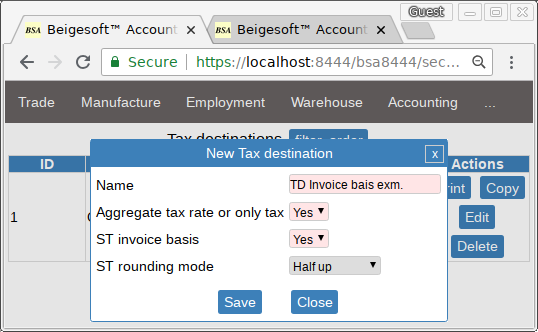 Guest
BSA Beigesoft™ Account × BSA Beigesoft™ Account ×
Secure https://localhost:8444/bsa8444/sec...
Trade Manufacture Employment Warehouse Accounting ...
Tax destinations filter, order
New Tax destination x
ID Actions
Name TD Invoice bais exm.
Print Copy
Aggregate tax rate or only tax Yes
1 Edit
ST invoice basis Yes
Delete
ST rounding mode Half up
Save Close